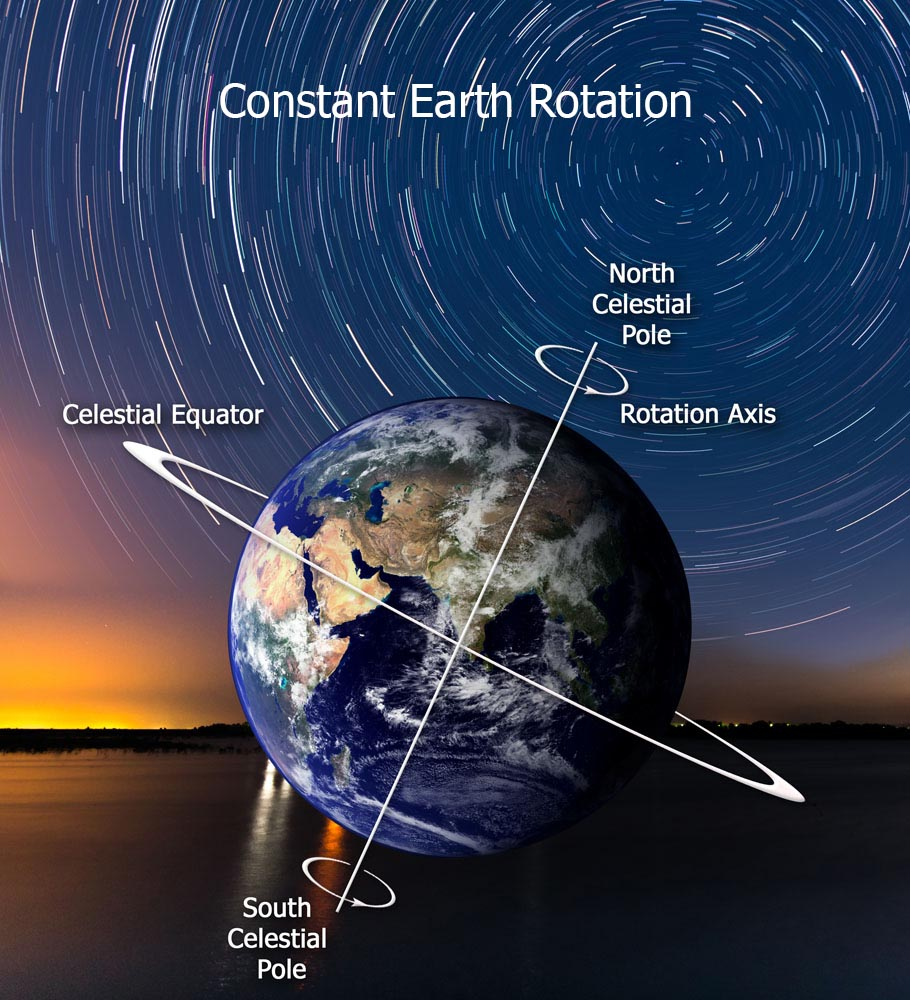 Constant Earth Rotation
North
Celestial
Pole
Celestial Equator
Rotation Axis
South
Celestial
Pole